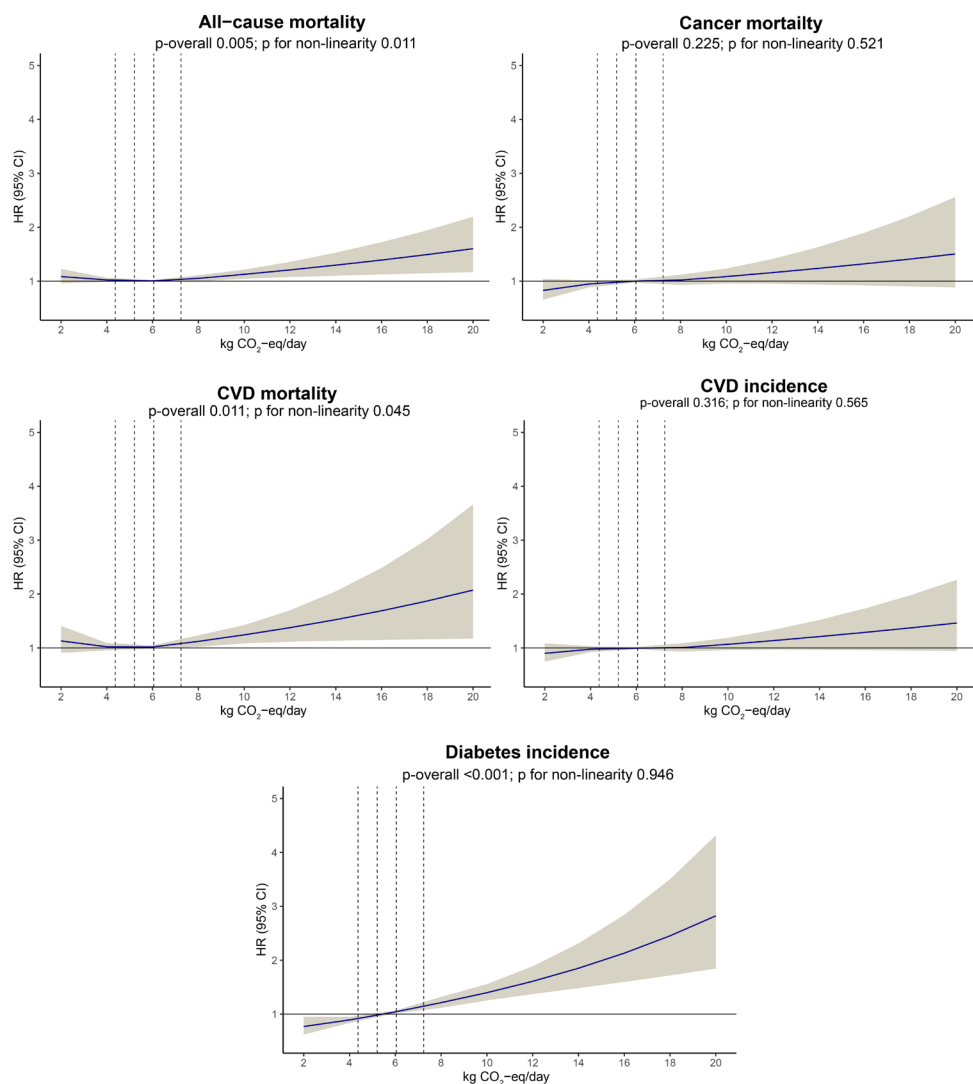 All−cause mortality
p-overall 0.005; p for non-linearity 0.011
5
4
3
2
1
HR (95% CI)
2 4 6 8 10 12 14 16 18 20
kg CO₂−eq/day
Cancer mortailty
p-overall 0.225; p for non-linearity 0.521
5
4
3
2
1
HR (95% CI)
2 4 6 8 10 12 14 16 18 20
kg CO₂−eq/day
CVD mortality
p-overall 0.011; p for non-linearity 0.045
5
4
3
2
1
HR (95% CI)
2 4 6 8 10 12 14 16 18 20
kg CO₂−eq/day
CVD incidence
p-overall 0.316; p for non-linearity 0.565
5
4
3
2
1
HR (95% CI)
2 4 6 8 10 12 14 16 18 20
kg CO₂−eq/day
Diabetes incidence
p-overall <0.001; p for non-linearity 0.946
5
4
3
2
1
HR (95% CI)
2 4 6 8 10 12 14 16 18 20
kg CO₂−eq/day